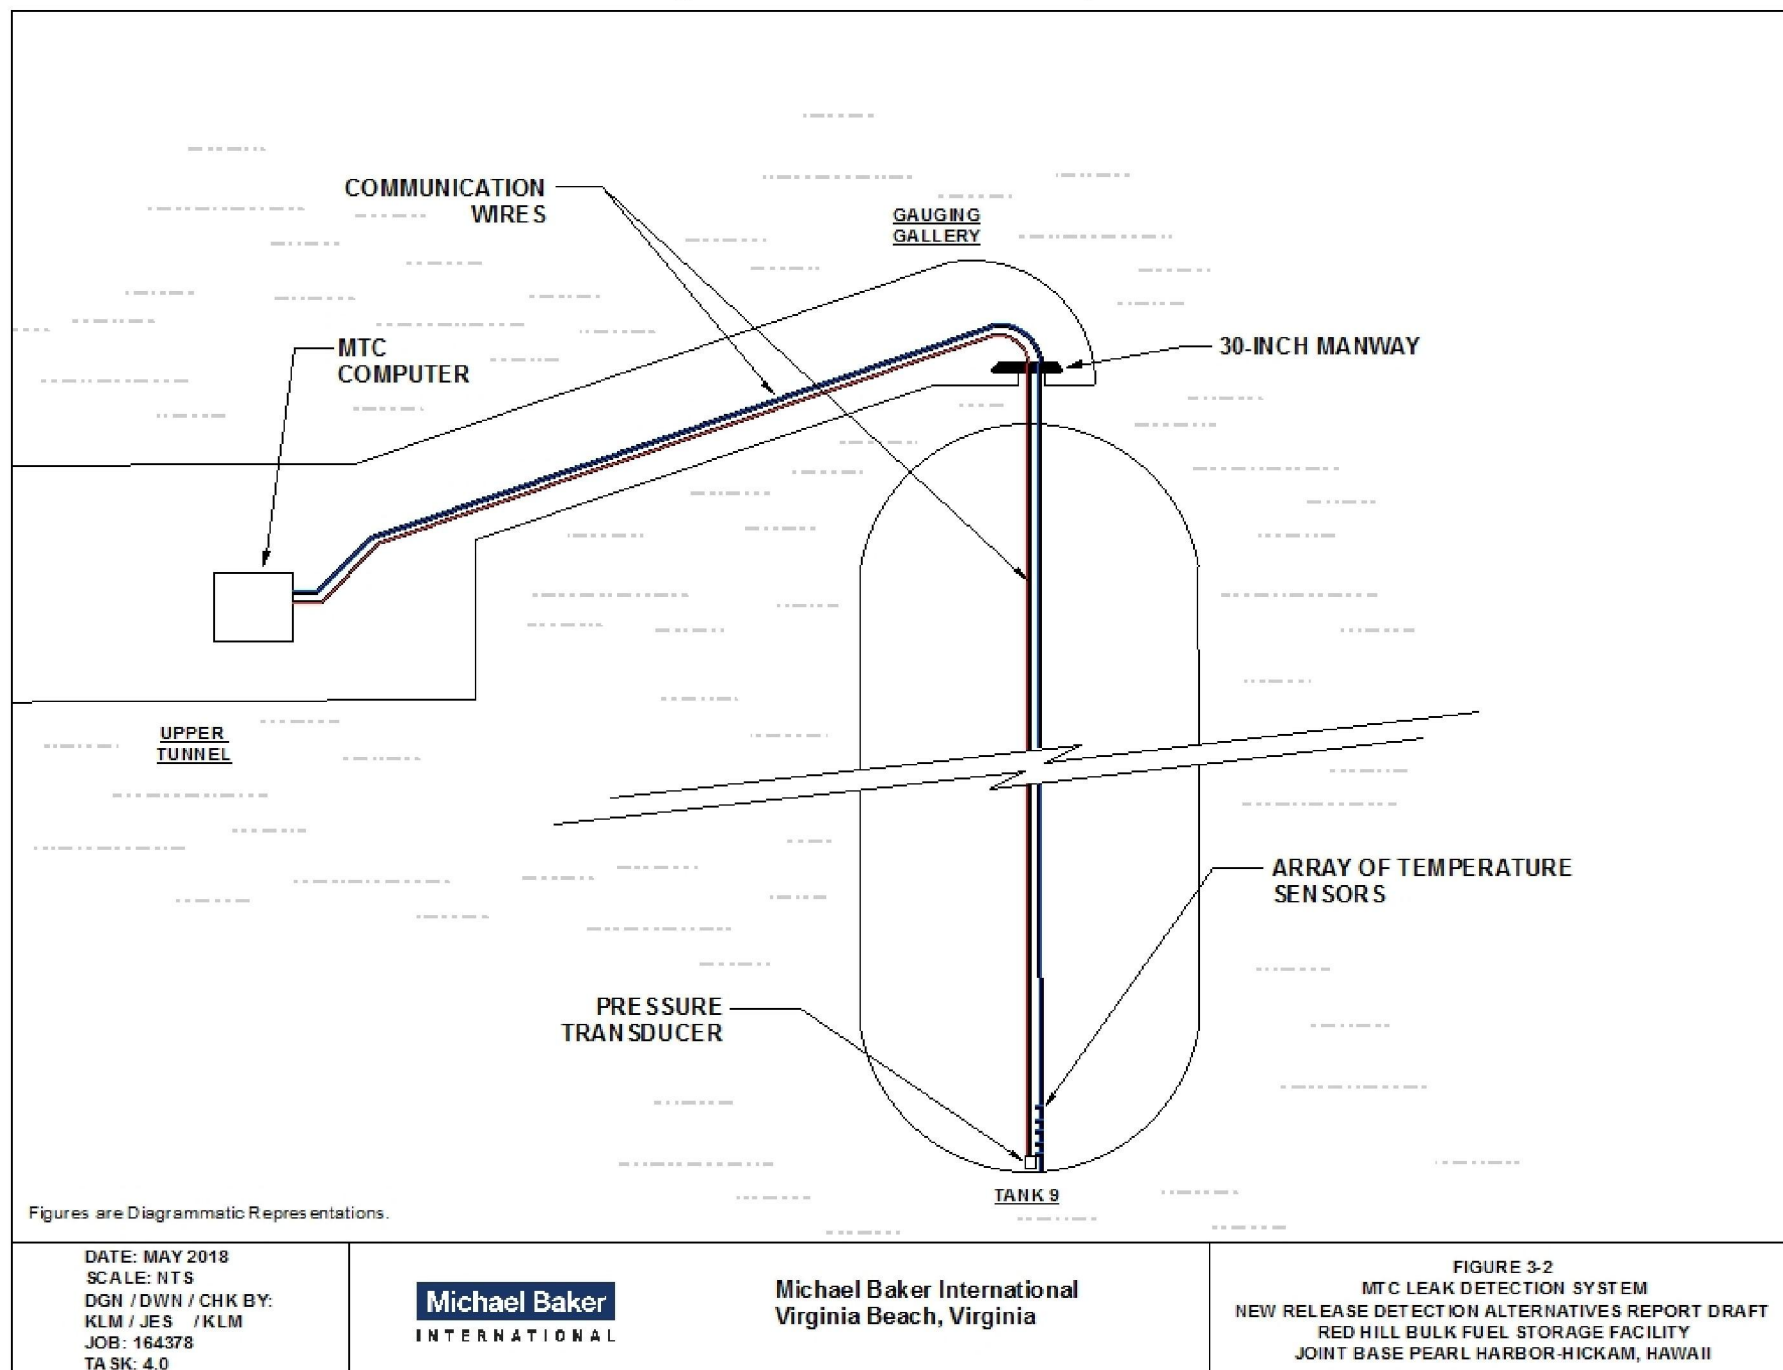 COMMUNICATION
WIRES
GAUGING
GALLERY
MTC
COMPUTER
30-INCH MANWAY
UPPER
TUNNEL
ARRAY OF TEMPERATURE
SENSORS
PRESSURE
TRANSDUCER
TANK 9
Figures are Diagrammatic Representations.
DATE: MAY 2018
SCALE: NTS
DGN / DWN / CHK BY:
KLM / JES / KLM
JOB: 164378
TASK: 4.0
Michael Baker
INTERNATIONAL
Michael Baker International
Virginia Beach, Virginia
FIGURE 3-2
MTC LEAK DETECTION SYSTEM
NEW RELEASE DETECTION ALTERNATIVES REPORT DRAFT
RED HILL BULK FUEL STORAGE FACILITY
JOINT BASE PEARL HARBOR-HICKAM, HAWAII